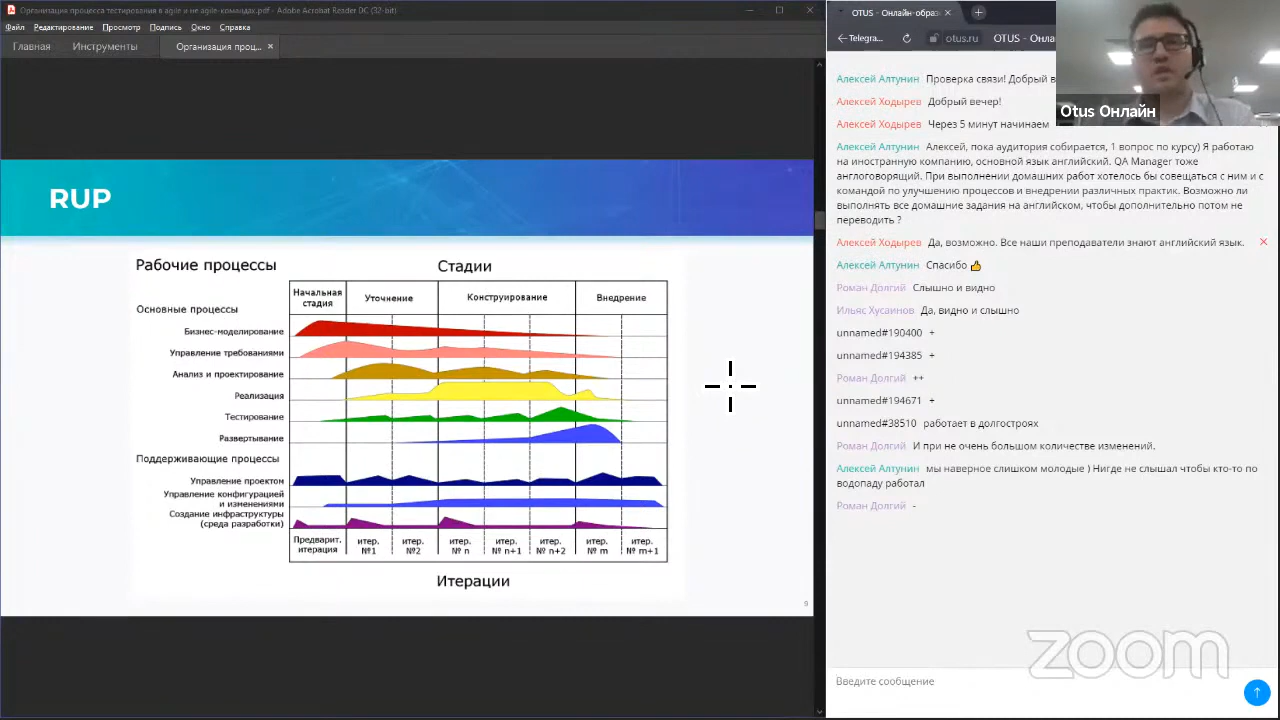 Организация процесса тестирования в agile и не agile-командах.pdf - Adobe Acrobat Reader DC (32-bit)
Файл Редактирование Просмотр Подпись Окно Справка
Главная Инструменты Организация проц... ×
RUP
Рабочие процессы
Стадии
Начальная
стадия
Уточнение
Конструирование
Внедрение
Основные процессы
Бизнес-моделирование
Управление требованиями
Анализ и проектирование
Реализация
Тестирование
Развертывание
Поддерживающие процессы
Управление проектом
Управление конфигурацией
и изменениями
Создание инфраструктуры
(среда разработки)
Предварит. итер. итер. итер. итер. итер. итер. итер.
итерация №1 №2 № n № n+1 № n+2 № m № m+1
Итерации
9
OTUS - Онлайн-образ
Telegra... otus.ru OTUS - Онла
Otus Онлайн
Алексей Алтунин Проверка связи! Добрый в
Алексей Ходырев Добрый вечер!
Алексей Ходырев Через 5 минут начинаем
Алексей Алтунин Алексей, пока аудитория собирается, 1 вопрос по курсу) Я работаю
на иностранную компанию, основной язык английский. QA Manager тоже
англоговорящий. При выполнении домашних работ хотелось бы совещаться с ним и с
командой по улучшению процессов и внедрении различных практик. Возможно ли
выполнять все домашние задания на английском, чтобы дополнительно потом не
переводить ?
Алексей Ходырев Да, возможно. Все наши преподаватели знают английский язык.
Алексей Алтунин Спасибо 👍
Роман Долгий Слышно и видно
Ильяс Хусаинов Да, видно и слышно
unnamed#190400 +
unnamed#194385 +
Роман Долгий ++
unnamed#194671 +
unnamed#38510 работает в долгостроях
Роман Долгий И при не очень большом количестве изменений.
Алексей Алтунин мы наверное слишком молодые ) Нигде не слышал чтобы кто-то по
водопаду работал
Роман Долгий -
zoom
Введите сообщение